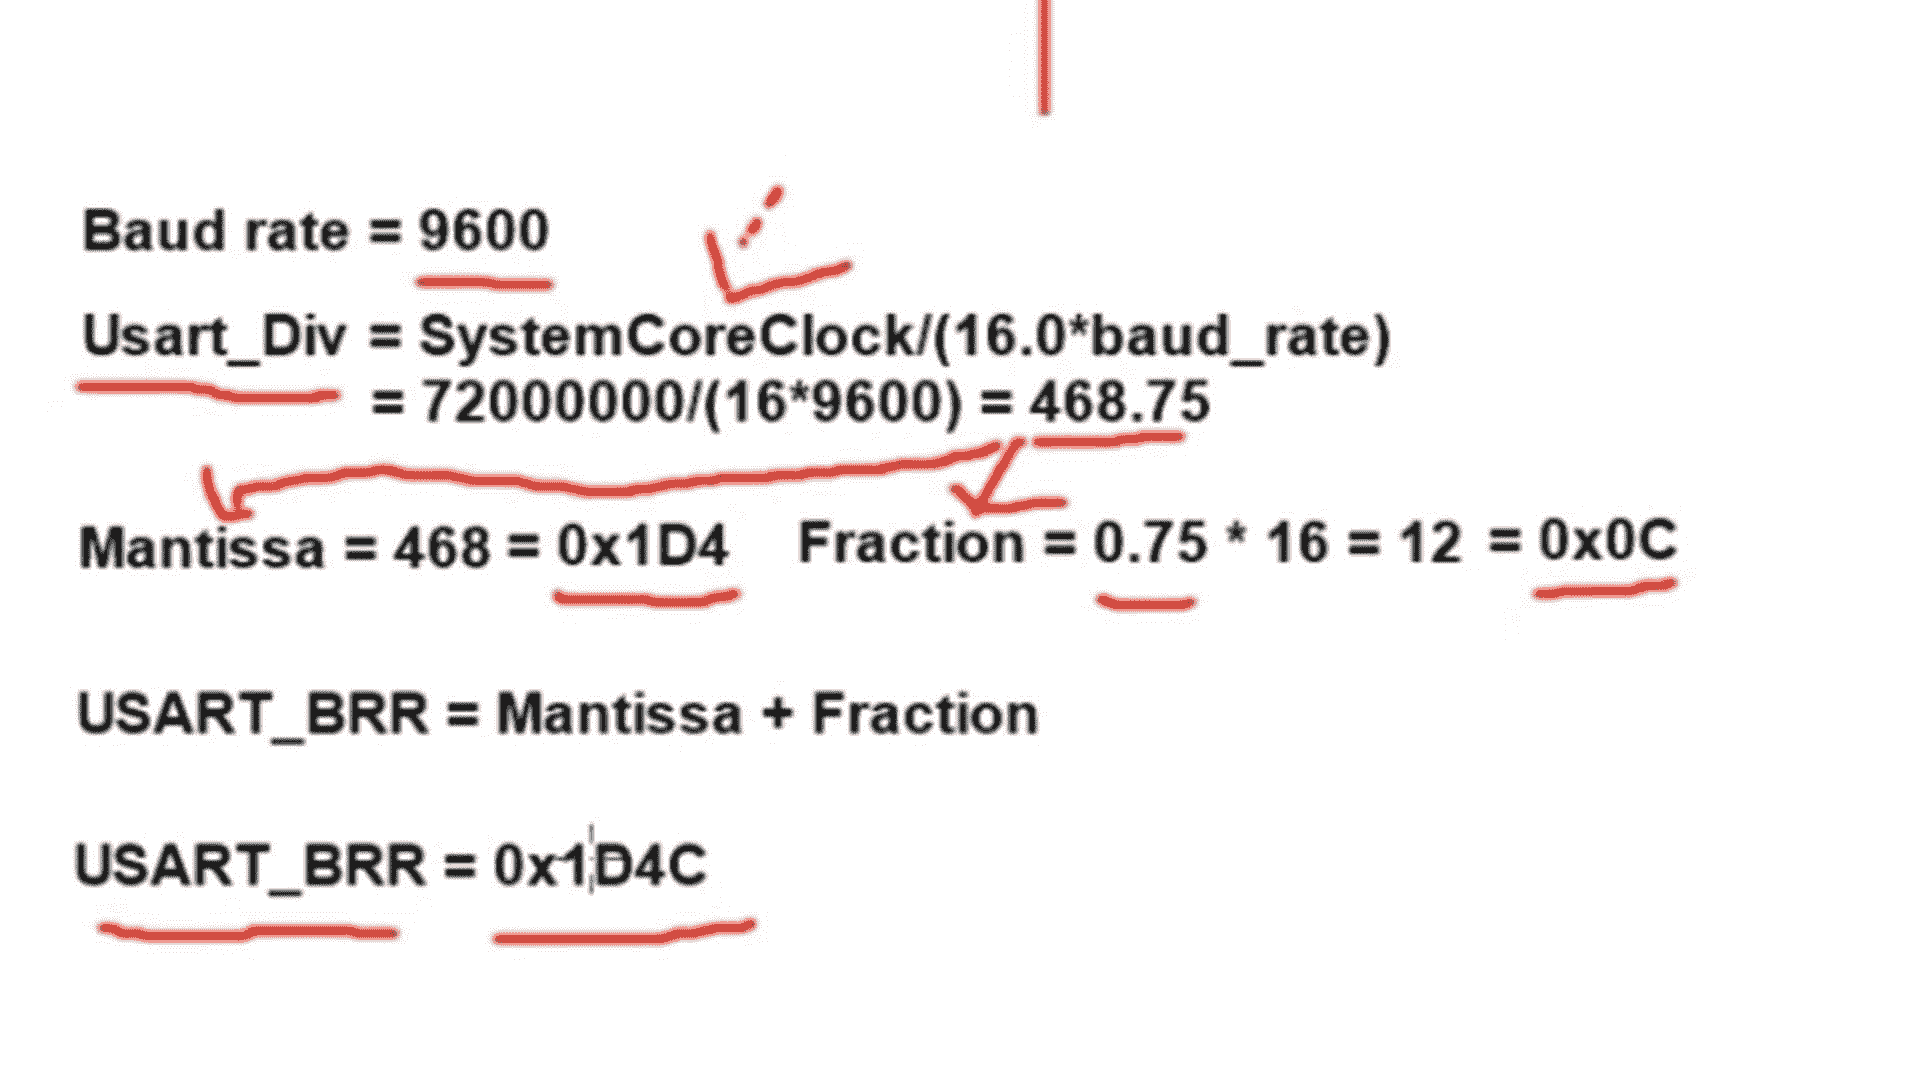 Baud rate = 9600
Usart_Div = SystemCoreClock/(16.0*baud_rate)
= 72000000/(16*9600) = 468.75
Mantissa = 468 = 0x1D4 Fraction = 0.75 * 16 = 12 = 0x0C
USART_BRR = Mantissa + Fraction
USART_BRR = 0x1D4C